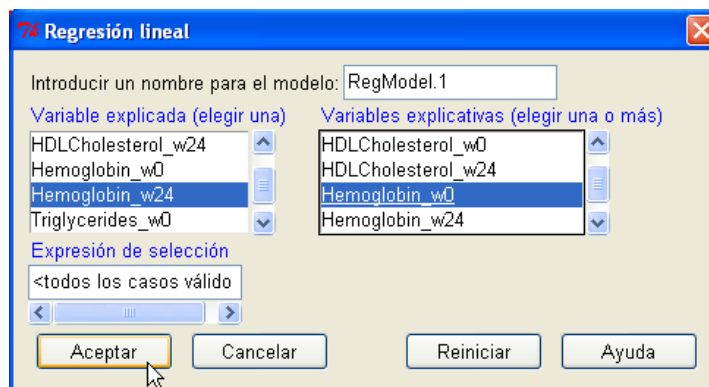 Regresión lineal
Introducir un nombre para el modelo: RegModel.1
Variable explicada (elegir una) Variables explicativas (elegir una o más)
HDLCholesterol_w24 HDLCholesterol_w0
Hemoglobin_w0 HDLCholesterol_w24
Hemoglobin_w24 Hemoglobin_w0
Triglycerides_w0 Hemoglobin_w24
Expresión de selección
<todos los casos válido
Aceptar Cancelar Reiniciar Ayuda